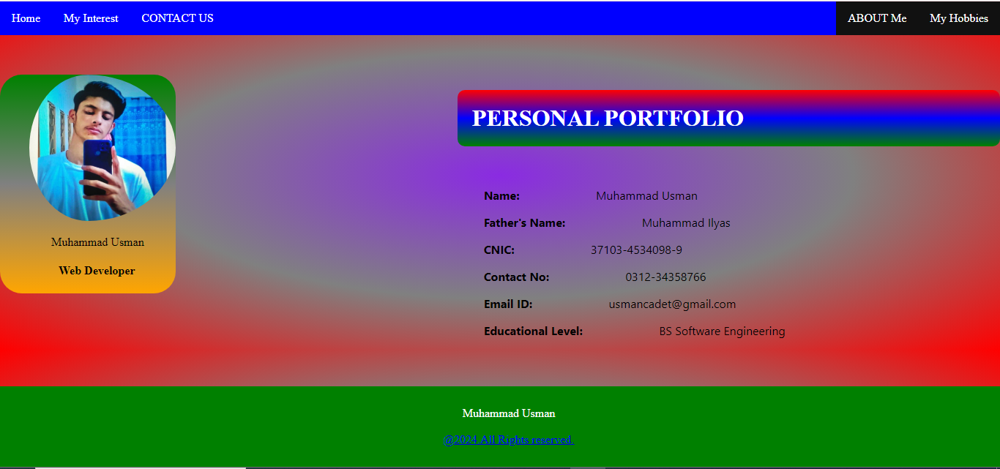 Home My Interest CONTACT US ABOUT Me My Hobbies
PERSONAL PORTFOLIO
Muhammad Usman
Web Developer
Name: Muhammad Usman
Father's Name: Muhammad Ilyas
CNIC: 37103-4534098-9
Contact No: 0312-34358766
Email ID: usmancadet@gmail.com
Educational Level: BS Software Engineering
Muhammad Usman
@2024 All Rights reserved.